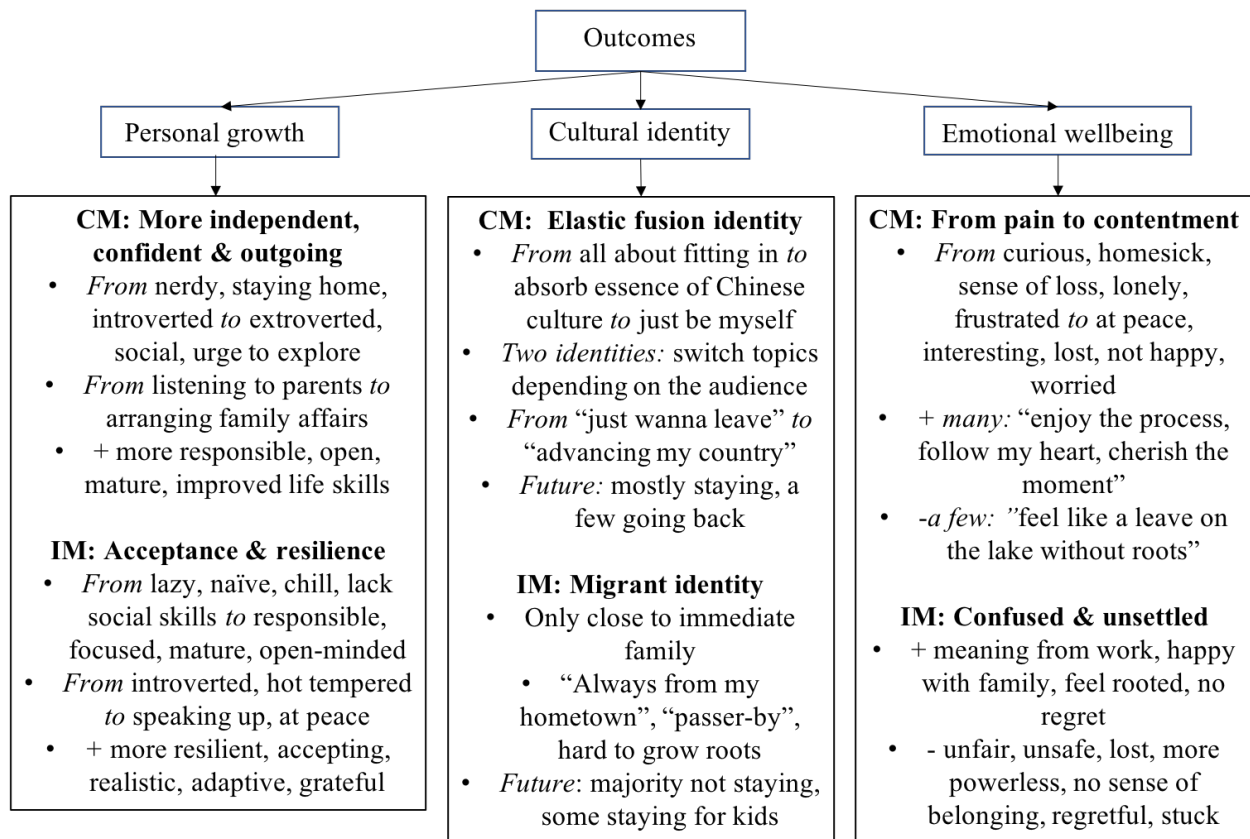 Outcomes
Personal growth
Cultural identity
Emotional wellbeing
CM: More independent,
confident & outgoing
• From nerdy, staying home,
introverted to extroverted,
social, urge to explore
• From listening to parents to
arranging family affairs
• + more responsible, open,
mature, improved life skills
IM: Acceptance & resilience
• From lazy, naïve, chill, lack
social skills to responsible,
focused, mature, open-minded
• From introverted, hot tempered
to speaking up, at peace
• + more resilient, accepting,
realistic, adaptive, grateful
CM: Elastic fusion identity
• From all about fitting in to
absorb essence of Chinese
culture to just be myself
• Two identities: switch topics
depending on the audience
• From “just wanna leave” to
“advancing my country”
• Future: mostly staying, a
few going back
IM: Migrant identity
• Only close to immediate
family
• “Always from my
hometown”, “passer-by”,
hard to grow roots
• Future: majority not staying,
some staying for kids
CM: From pain to contentment
• From curious, homesick,
sense of loss, lonely,
frustrated to at peace,
interesting, lost, not happy,
worried
• + many: “enjoy the process,
follow my heart, cherish the
moment”
• -a few: ”feel like a leave on
the lake without roots”
IM: Confused & unsettled
• + meaning from work, happy
with family, feel rooted, no
regret
• - unfair, unsafe, lost, more
powerless, no sense of
belonging, regretful, stuck